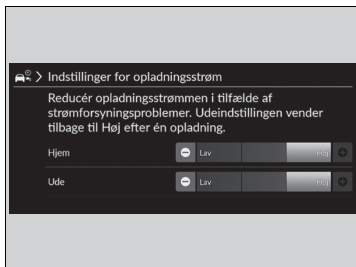 Indstillinger for opladningsstrøm
Reducér opladningsstrømmen i tilfælde af
strømforsyningsproblemer. Udeindstillingen vender
tilbage til Høj efter én opladning.
Hjem
Lav
Høj
Ude
Lav
Høj